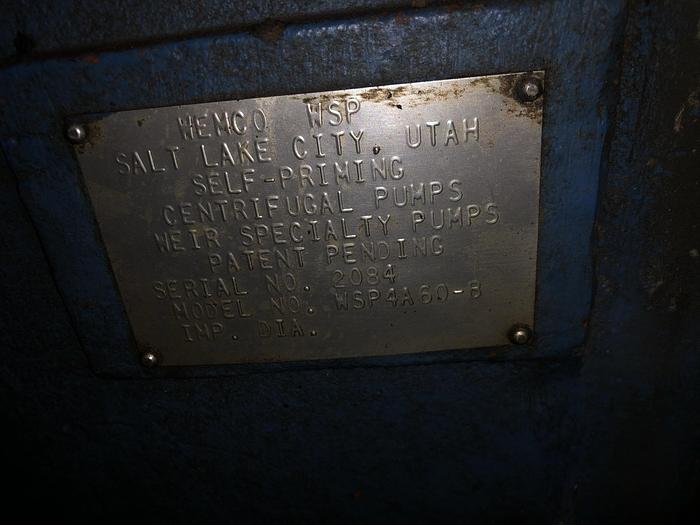 WEMCO WSP
SALT LAKE CITY, UTAH
SELF-PRIMING
CENTRIFUGAL PUMPS
WEIR SPECIALTY PUMPS
PATENT PENDING
SERIAL NO. 2084
MODEL NO. WSP4A60-B
IMP. DIA.